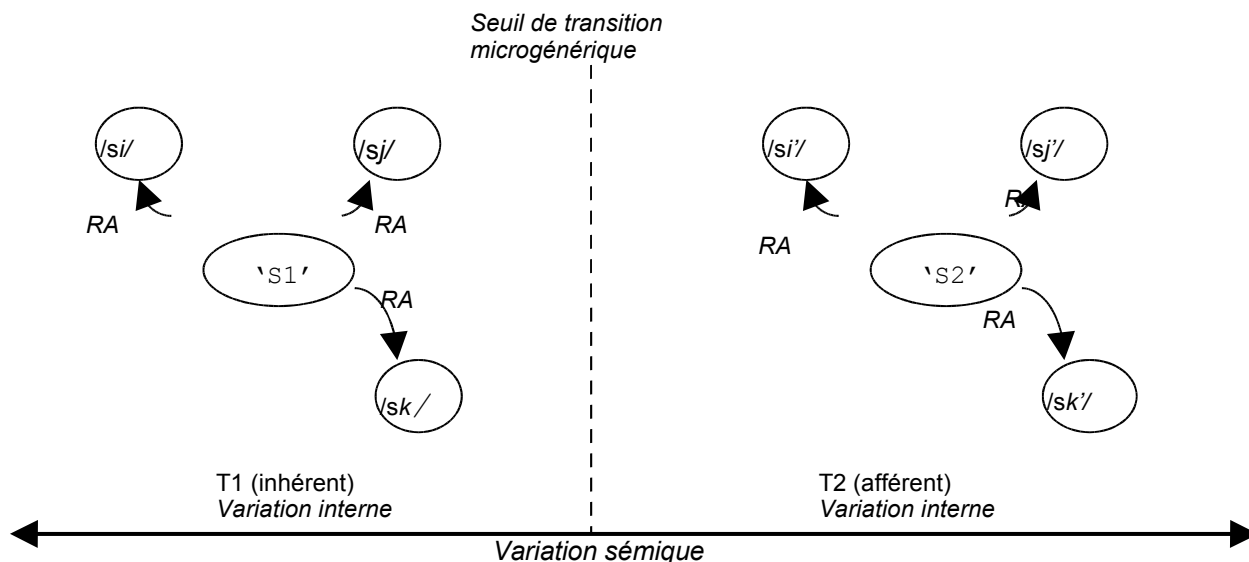 Seuil de transition
microgénérique
/si/
/sj/
/si’/
/sj’/
RA
RA
RA
RA
‘S1’
‘S2’
RA
RA
/sk/
/sk’/
T1 (inhérent)
Variation interne
T2 (afférent)
Variation interne
Variation sémique